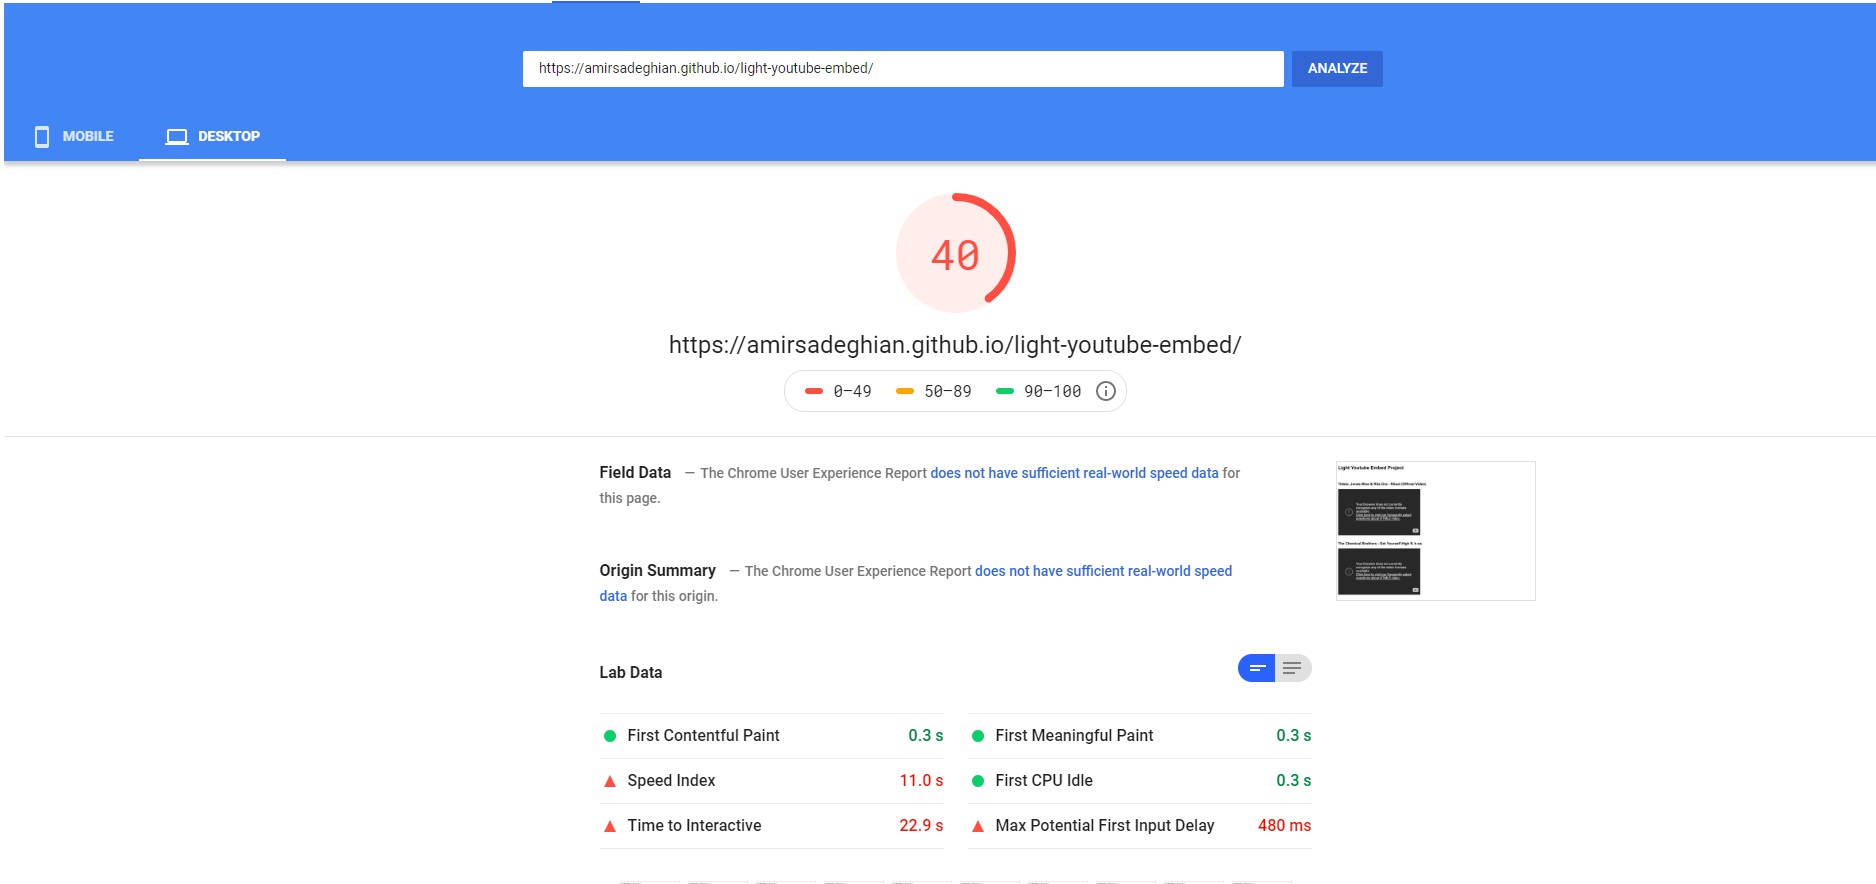 https://amirsadeghian.github.io/light-youtube-embed/
ANALYZE
MOBILE
DESKTOP
40
https://amirsadeghian.github.io/light-youtube-embed/
0–49 50–89 90–100
Field Data — The Chrome User Experience Report does not have sufficient real-world speed data for
this page.
Light Youtube Embed Project
Origin Summary — The Chrome User Experience Report does not have sufficient real-world speed
data for this origin.
Lab Data
First Contentful Paint 0.3 s
First Meaningful Paint 0.3 s
Speed Index 11.0 s
First CPU Idle 0.3 s
Time to Interactive 22.9 s
Max Potential First Input Delay 480 ms